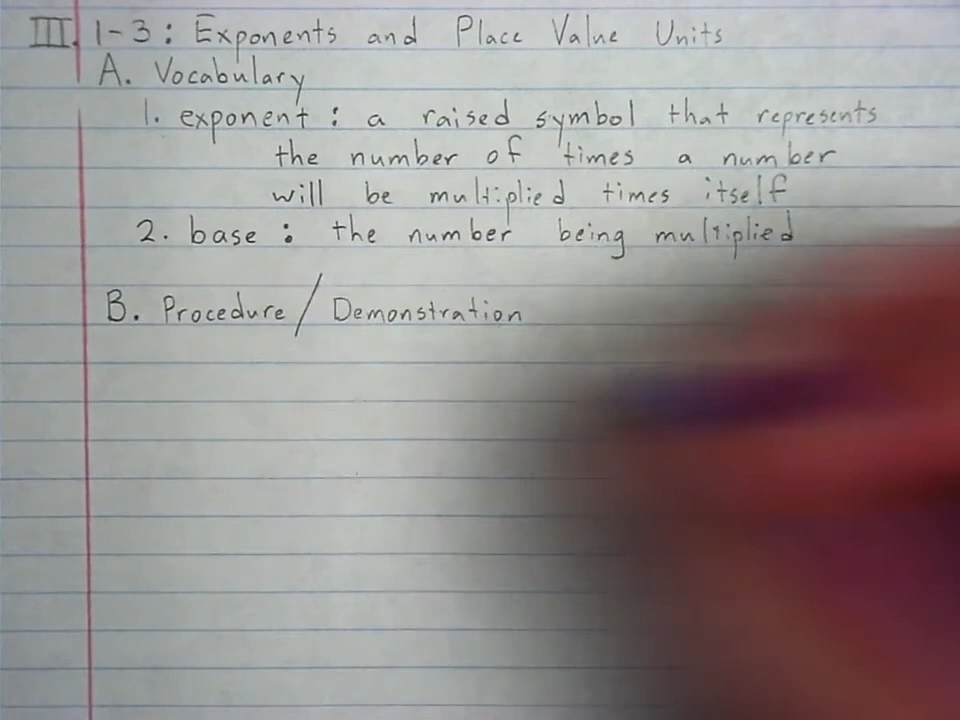 III. 1-3: Exponents and Place Value Units
A. Vocabulary
1. exponent: a raised symbol that represents
the number of times a number
will be multiplied times itself
2. base: the number being multiplied
B. Procedure / Demonstration